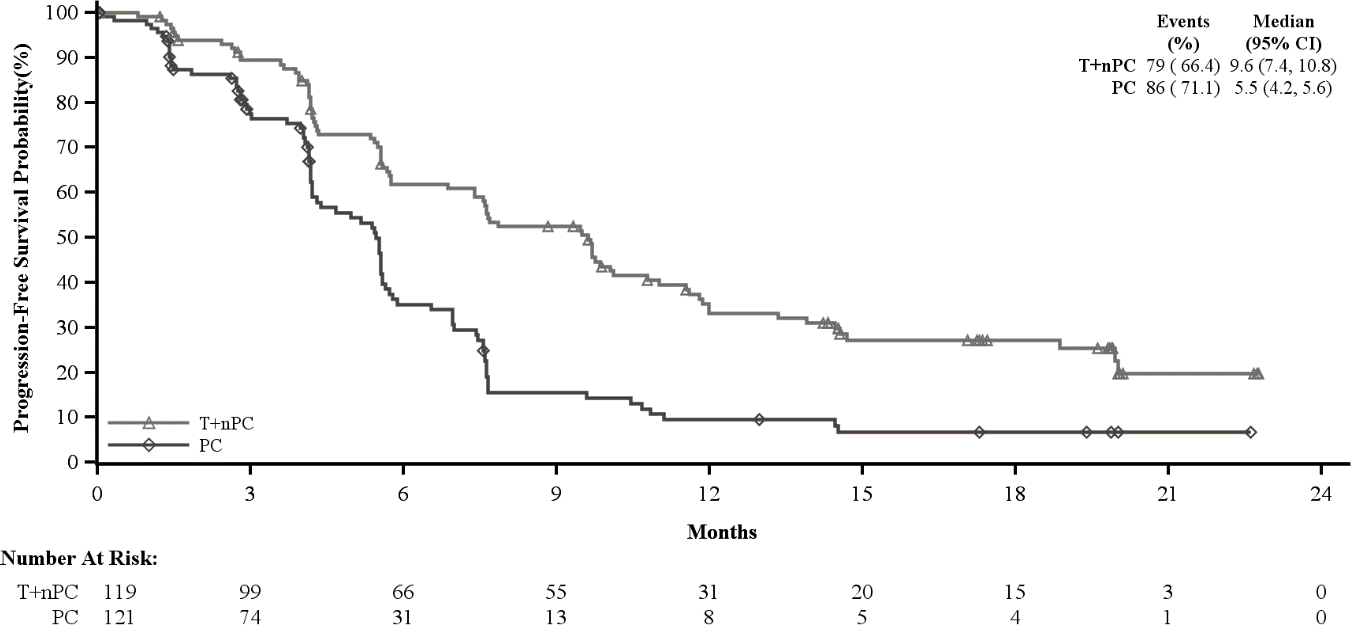 Progression-Free Survival Probability(%)
100
90
80
70
60
50
40
30
20
10
0
Events Median
(%) (95% CI)
T+nPC 79 ( 66.4) 9.6 (7.4, 10.8)
PC 86 ( 71.1) 5.5 (4.2, 5.6)
T+nPC
PC
0 3 6 9 12 15 18 21 24
Months
Number At Risk:
T+nPC 119 99 66 55 31 20 15 3 0
PC 121 74 31 13 8 5 4 1 0